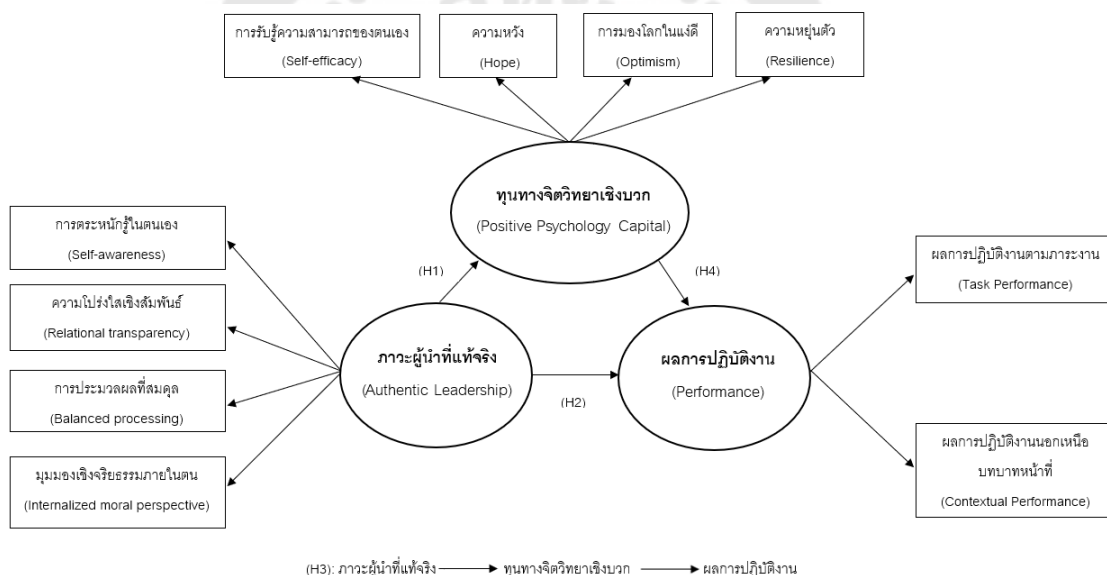 การรับรู้ความสามารถของตนเอง
(Self-efficacy)
ความหวัง
(Hope)
การมองโลกในแง่ดี
(Optimism)
ความหยุ่นตัว
(Resilience)
ทุนทางจิตวิทยาเชิงบวก
(Positive Psychology Capital)
การตระหนักรู้ในตนเอง
(Self-awareness)
ความโปร่งใสเชิงสัมพันธ์
(Relational transparency)
การประมวลผลที่สมดุล
(Balanced processing)
มุมมองเชิงจริยธรรมภายในตน
(Internalized moral perspective)
(H1)
(H4)
ภาวะผู้นำที่แท้จริง
(Authentic Leadership)
(H2)
ผลการปฏิบัติงาน
(Performance)
ผลการปฏิบัติงานตามภาระงาน
(Task Performance)
ผลการปฏิบัติงานนอกเหนือ
บทบาทหน้าที่
(Contextual Performance)
(H3): ภาวะผู้นำที่แท้จริง ทุนทางจิตวิทยาเชิงบวก ผลการปฏิบัติงาน